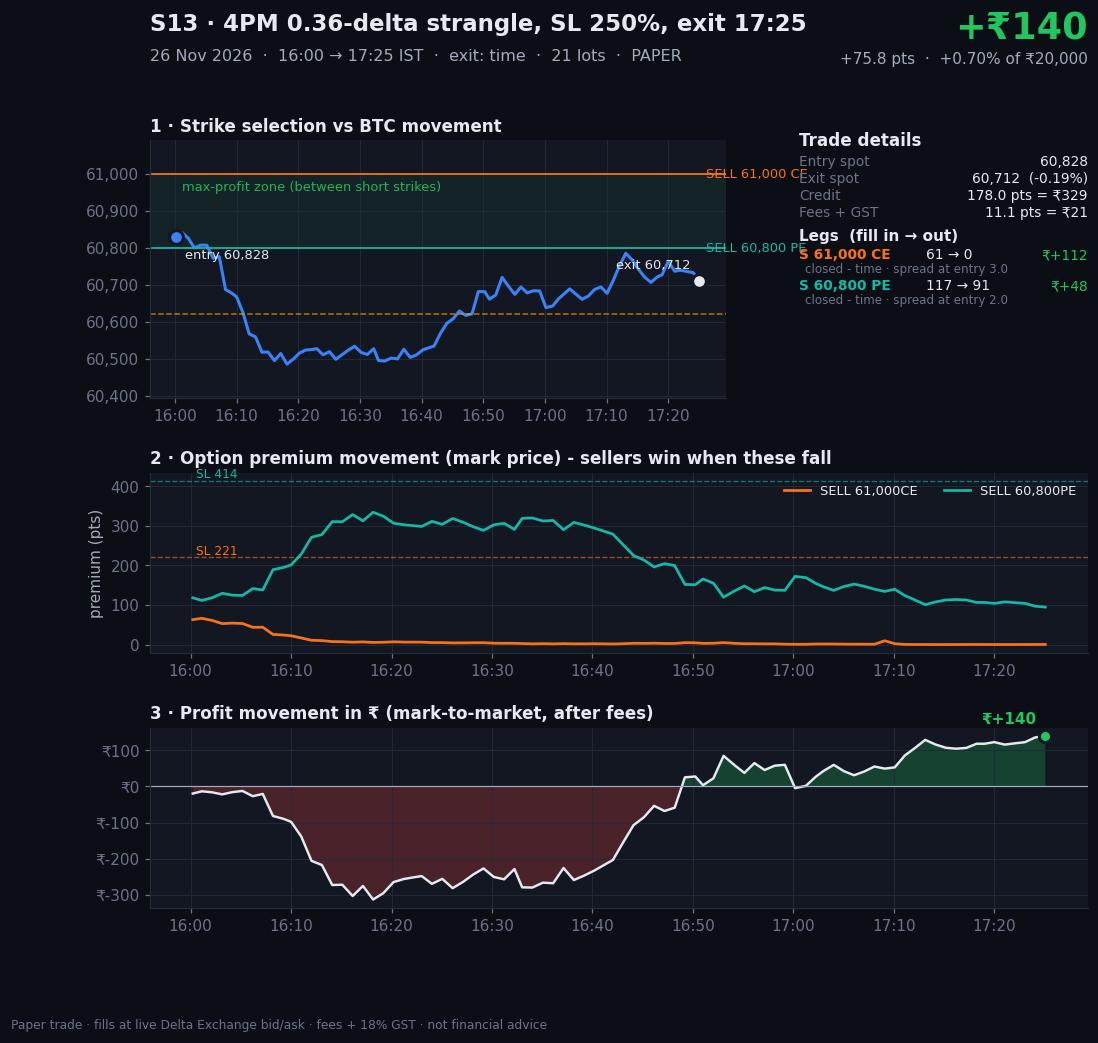 S13 · 4PM 0.36-delta strangle, SL 250%, exit 17:25
+₹140
26 Nov 2026 · 16:00 → 17:25 IST · exit: time · 21 lots · PAPER
+75.8 pts · +0.70% of ₹20,000
1 · Strike selection vs BTC movement
61,000
60,900
60,800
60,700
60,600
60,500
60,400
SELL 61,000 CE
max-profit zone (between short strikes)
SELL 60,800 PE
entry 60,828
exit 60,712
16:00 16:10 16:20 16:30 16:40 16:50 17:00 17:10 17:20
Trade details
Entry spot 60,828
Exit spot 60,712 (-0.19%)
Credit 178.0 pts = ₹329
Fees + GST 11.1 pts = ₹21
Legs (fill in → out)
S 61,000 CE 61 → 0 ₹+112
closed - time · spread at entry 3.0
S 60,800 PE 117 → 91 ₹+48
closed - time · spread at entry 2.0
2 · Option premium movement (mark price) - sellers win when these fall
premium (pts)
400
300
200
100
0
SL 414
SL 221
SELL 61,000CE SELL 60,800PE
16:00 16:10 16:20 16:30 16:40 16:50 17:00 17:10 17:20
3 · Profit movement in ₹ (mark-to-market, after fees)
₹+140
₹100
₹0
₹-100
₹-200
₹-300
16:00 16:10 16:20 16:30 16:40 16:50 17:00 17:10 17:20
Paper trade · fills at live Delta Exchange bid/ask · fees + 18% GST · not financial advice